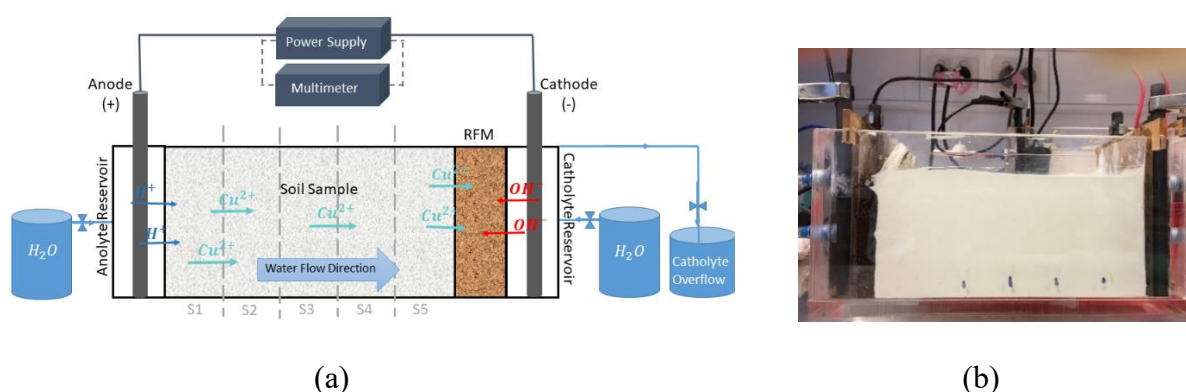 Power Supply
Multimeter
Anode
(+)
Cathode
(-)
RFM
Anolyte Reservoir
Catholyte Reservoir
Soil Sample
H⁺
H⁺
Cu²⁺
Cu²⁺
Cu²⁺
Cu²⁺
Cu²⁺
OH⁻
OH⁻
H₂O
H₂O
Catholyte
Overflow
Water Flow Direction
S1 S2 S3 S4 S5
(a) (b)